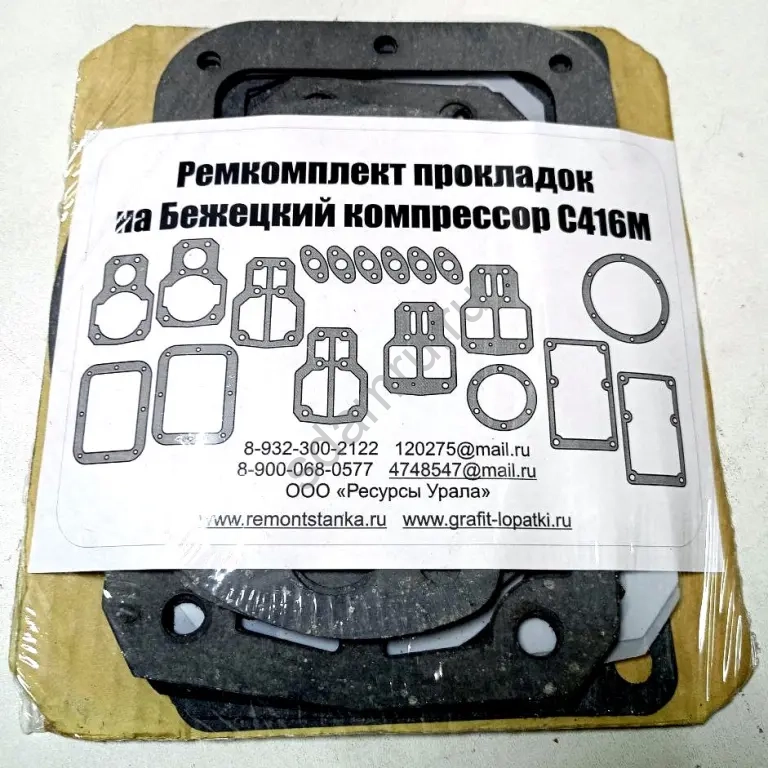 Ремкомплект прокладок
на Бежецкий компрессор С416М
8-932-300-2122 120275@mail.ru
8-900-068-0577 4748547@mail.ru
ООО «Ресурсы Урала»
www.remontstanka.ru www.grafit-lopatki.ru